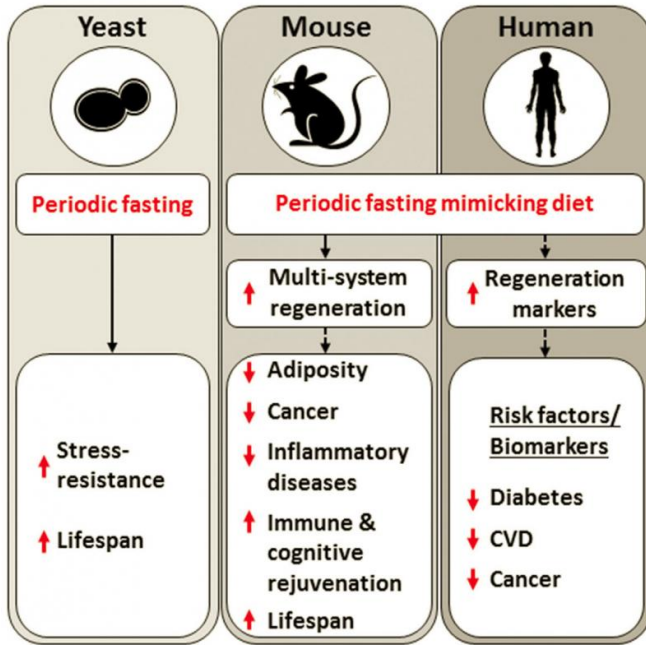 Yeast
Mouse
Human
Periodic fasting
Periodic fasting mimicking diet
Multi-system
regeneration
Regeneration
markers
Stress-
resistance
Lifespan
Adiposity
Cancer
Inflammatory
diseases
Immune &
cognitive
rejuvenation
Lifespan
Risk factors/
Biomarkers
Diabetes
CVD
Cancer